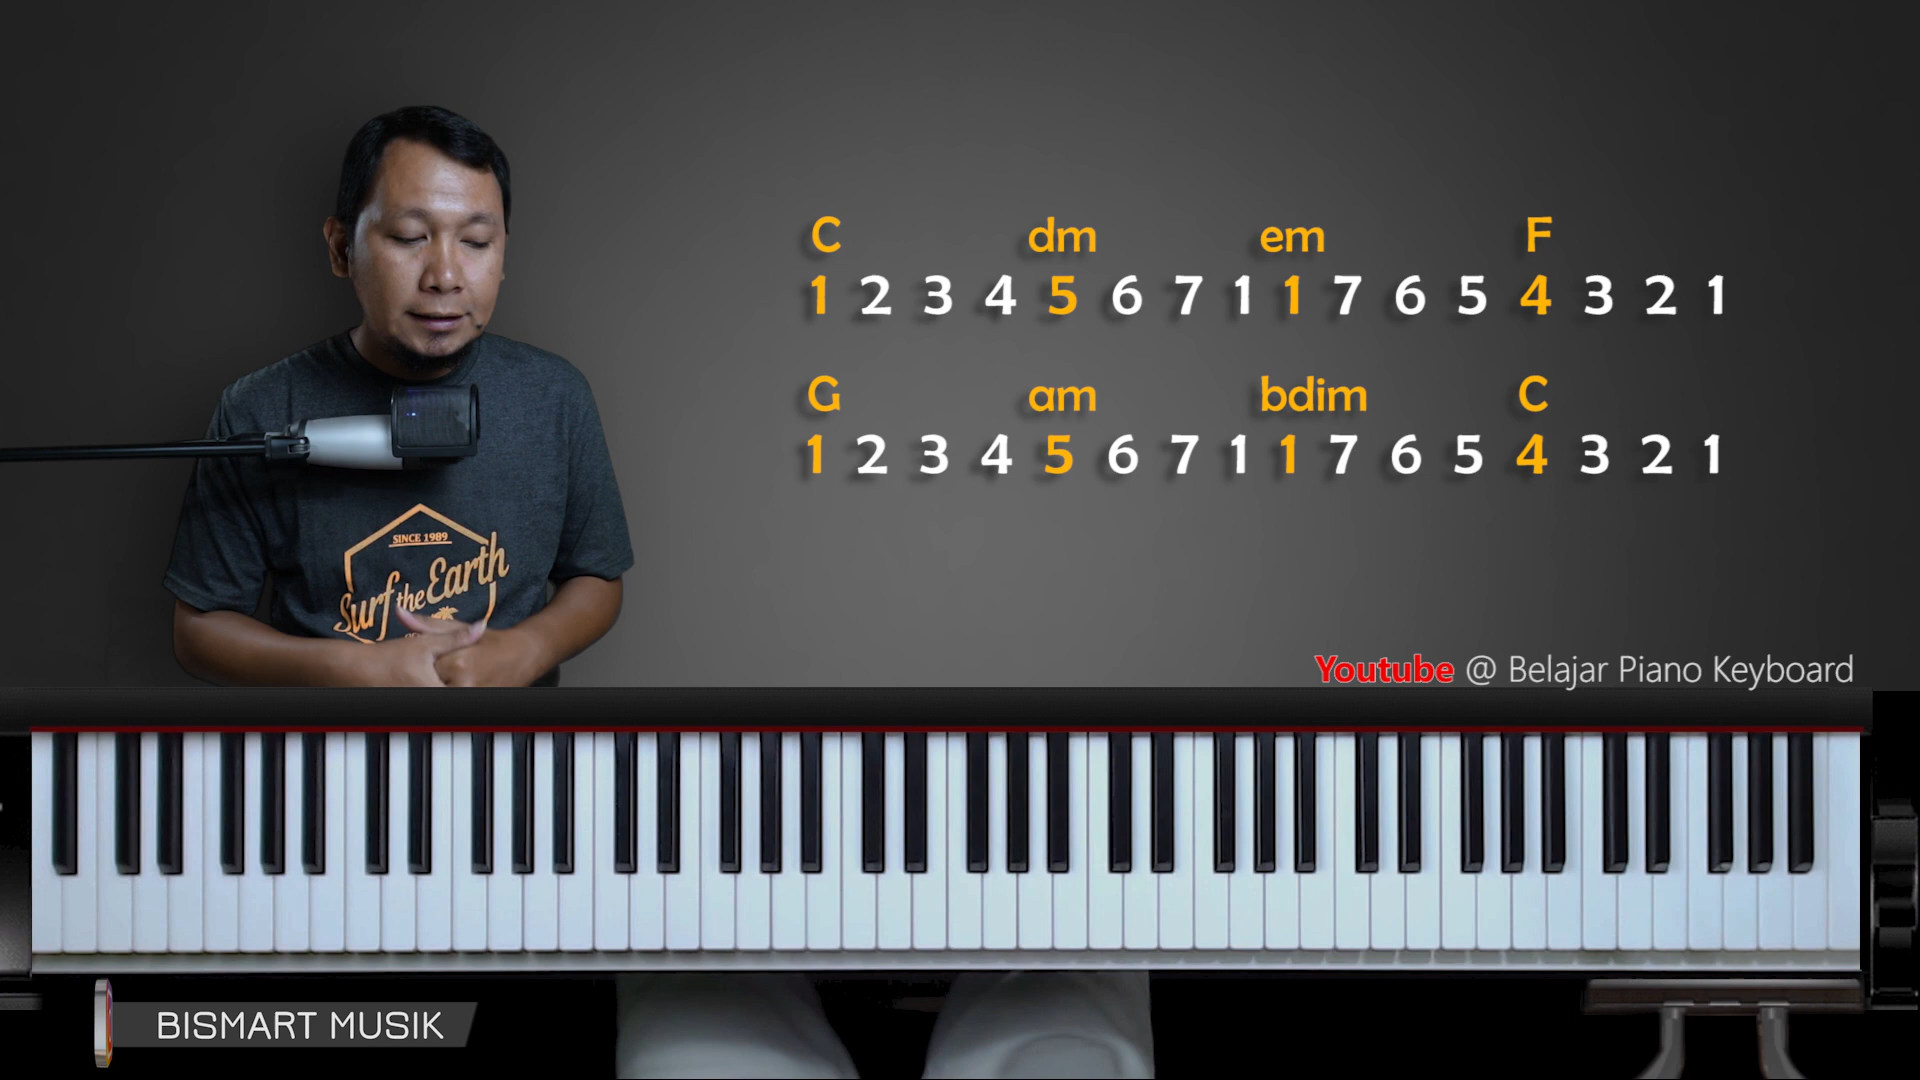 C dm em F
1 2 3 4 5 6 7 1 1 7 6 5 4 3 2 1
G am bdim C
1 2 3 4 5 6 7 1 1 7 6 5 4 3 2 1
SINCE 1989
Surf the Earth
Youtube @ Belajar Piano Keyboard
BISMART MUSIK